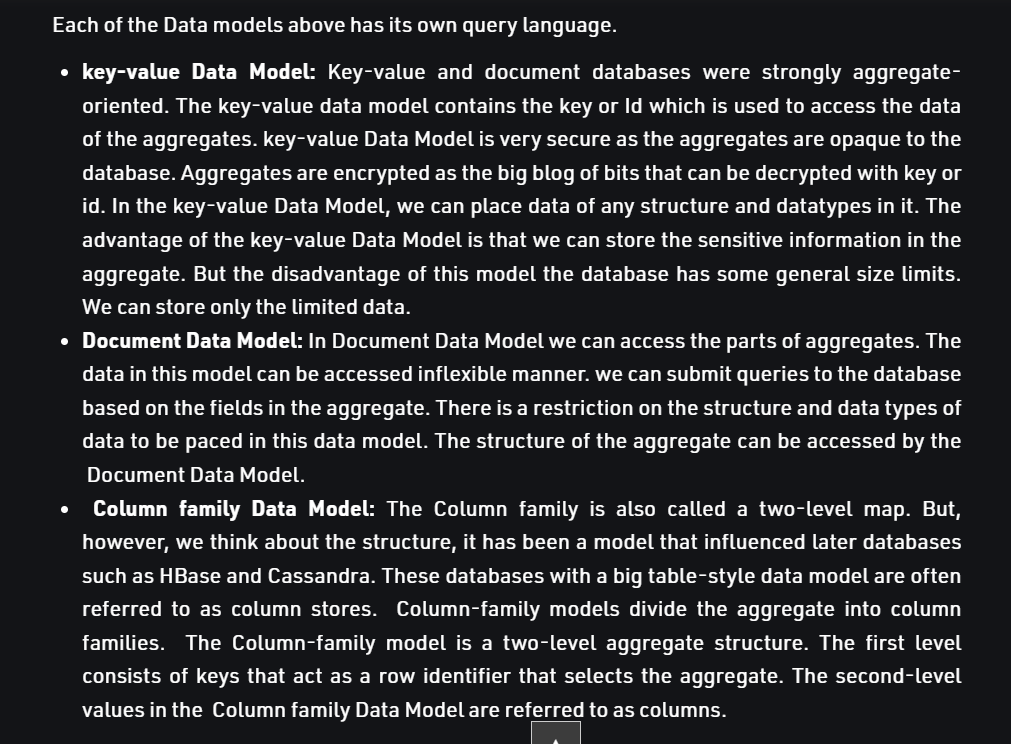 Each of the Data models above has its own query language.
• key-value Data Model: Key-value and document databases were strongly aggregate-
oriented. The key-value data model contains the key or Id which is used to access the data
of the aggregates. key-value Data Model is very secure as the aggregates are opaque to the
database. Aggregates are encrypted as the big blog of bits that can be decrypted with key or
id. In the key-value Data Model, we can place data of any structure and datatypes in it. The
advantage of the key-value Data Model is that we can store the sensitive information in the
aggregate. But the disadvantage of this model the database has some general size limits.
We can store only the limited data.
• Document Data Model: In Document Data Model we can access the parts of aggregates. The
data in this model can be accessed inflexible manner. we can submit queries to the database
based on the fields in the aggregate. There is a restriction on the structure and data types of
data to be paced in this data model. The structure of the aggregate can be accessed by the
Document Data Model.
• Column family Data Model: The Column family is also called a two-level map. But,
however, we think about the structure, it has been a model that influenced later databases
such as HBase and Cassandra. These databases with a big table-style data model are often
referred to as column stores. Column-family models divide the aggregate into column
families. The Column-family model is a two-level aggregate structure. The first level
consists of keys that act as a row identifier that selects the aggregate. The second-level
values in the Column family Data Model are referred to as columns.